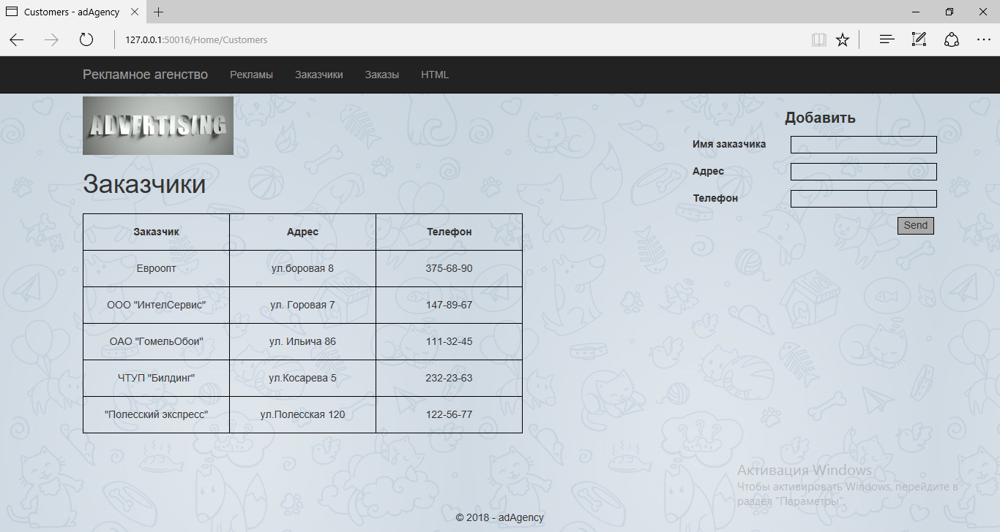 Customers - adAgency
127.0.0.1:50016/Home/Customers
Рекламное агенство Рекламы Заказчики Заказы HTML
ADVERTISING
Заказчики
Заказчик Адрес Телефон
Евроопт ул.боровая 8 375-68-90
ООО "ИнтелСервис" ул. Горовая 7 147-89-67
ОАО "ГомельОбои" ул. Ильича 86 111-32-45
ЧТУП "Билдинг" ул.Косарева 5 232-23-63
"Полесский экспресс" ул.Полесская 120 122-56-77
Добавить
Имя заказчика
Адрес
Телефон
Send
Активация Windows
Чтобы активировать Windows, перейдите в
раздел "Параметры".
© 2018 - adAgency